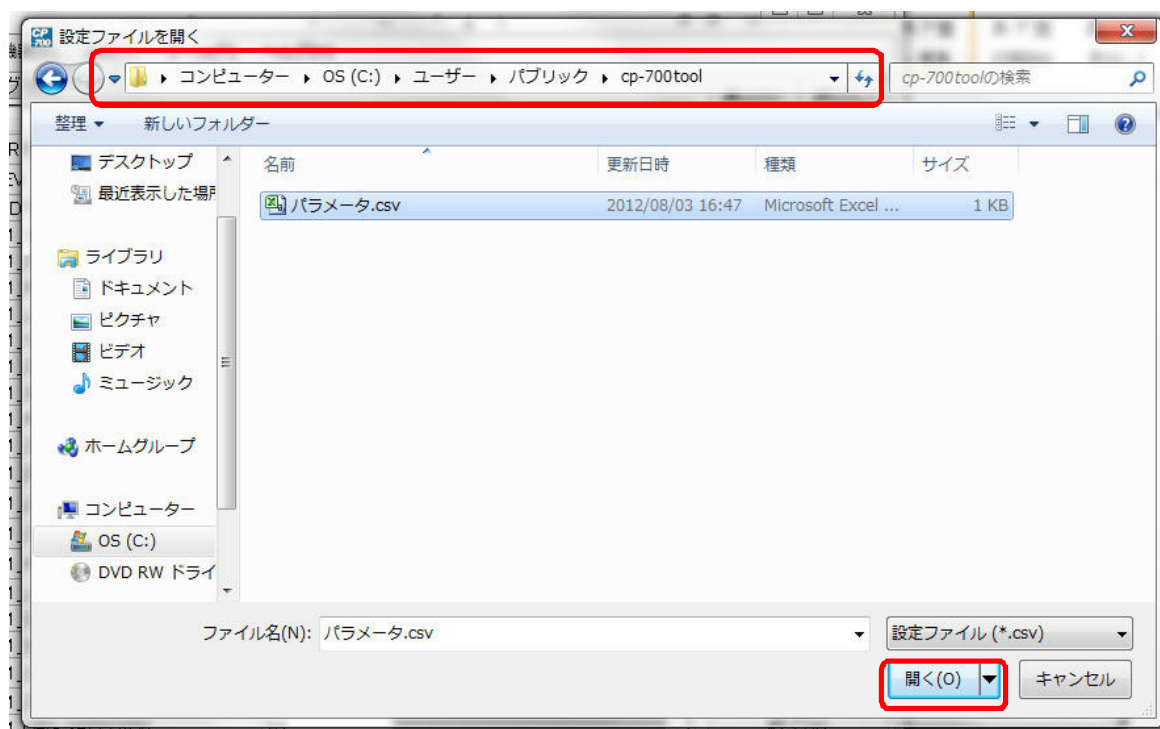 CP 700 設定ファイルを開く
コンピューター OS (C:) ユーザー パブリック cp-700tool cp-700toolの検索
整理 新しいフォルダー
名前 更新日時 種類 サイズ
デスクトップ
最近表示した場所
パラメータ.csv 2012/08/03 16:47 Microsoft Excel ... 1 KB
ライブラリ
ドキュメント
ピクチャ
ビデオ
ミュージック
ホームグループ
コンピューター
OS (C:)
DVD RW ドライ
ファイル名(N): パラメータ.csv 設定ファイル (*.csv)
開く(O) キャンセル